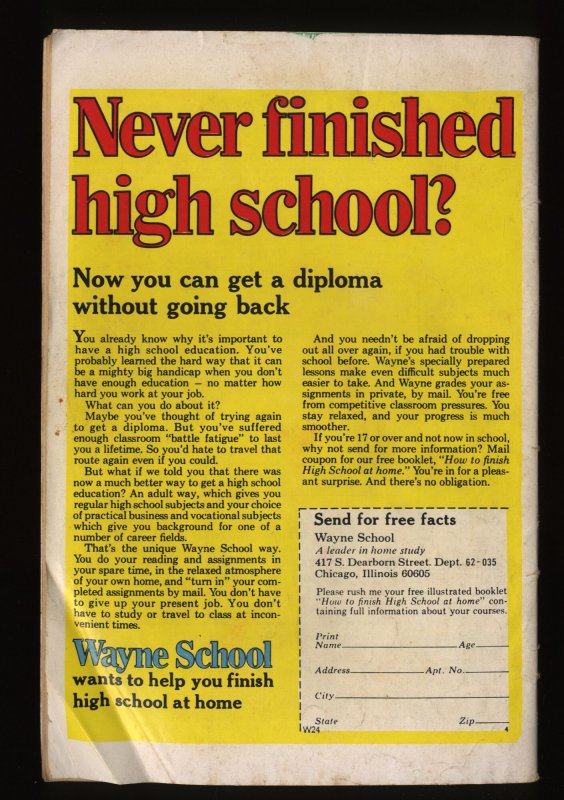 Never finished
high school?
Now you can get a diploma
without going back
You already know why it's important to
have a high school education. You've
probably learned the hard way that it can
be a mighty big handicap when you don't
have enough education — no matter how
hard you work at your job.
What can you do about it?
Maybe you've thought of trying again
to get a diploma. But you've suffered
enough classroom "battle fatigue" to last
you a lifetime. So you'd hate to travel that
route again even if you could.
But what if we told you that there was
now a much better way to get a high school
education? An adult way, which gives you
regular high school subjects and your choice
of practical business and vocational subjects
which give you background for one of a
number of career fields.
That's the unique Wayne School way.
You do your reading and assignments in
your spare time, in the relaxed atmosphere
of your own home, and "turn in" your com-
pleted assignments by mail. You don't have
to give up your present job. You don't
have to study or travel to class at incon-
venient times.
Wayne School
wants to help you finish
high school at home
And you needn't be afraid of dropping
out all over again, if you had trouble with
school before. Wayne's specially prepared
lessons make even difficult subjects much
easier to take. And Wayne grades your as-
signments in private, by mail. You're free
from competitive classroom pressures. You
stay relaxed, and your progress is much
smoother.
If you're 17 or over and not now in school,
why not send for more information? Mail
coupon for our free booklet, "How to finish
High School at home." You're in for a pleas-
ant surprise. And there's no obligation.
Send for free facts
Wayne School
A leader in home study
417 S. Dearborn Street. Dept. 62-035
Chicago, Illinois 60605
Please rush me your free illustrated booklet
"How to finish High School at home" con-
taining full information about your courses.
Print
Name Age
Address Apt. No.
City
State Zip
W24 4